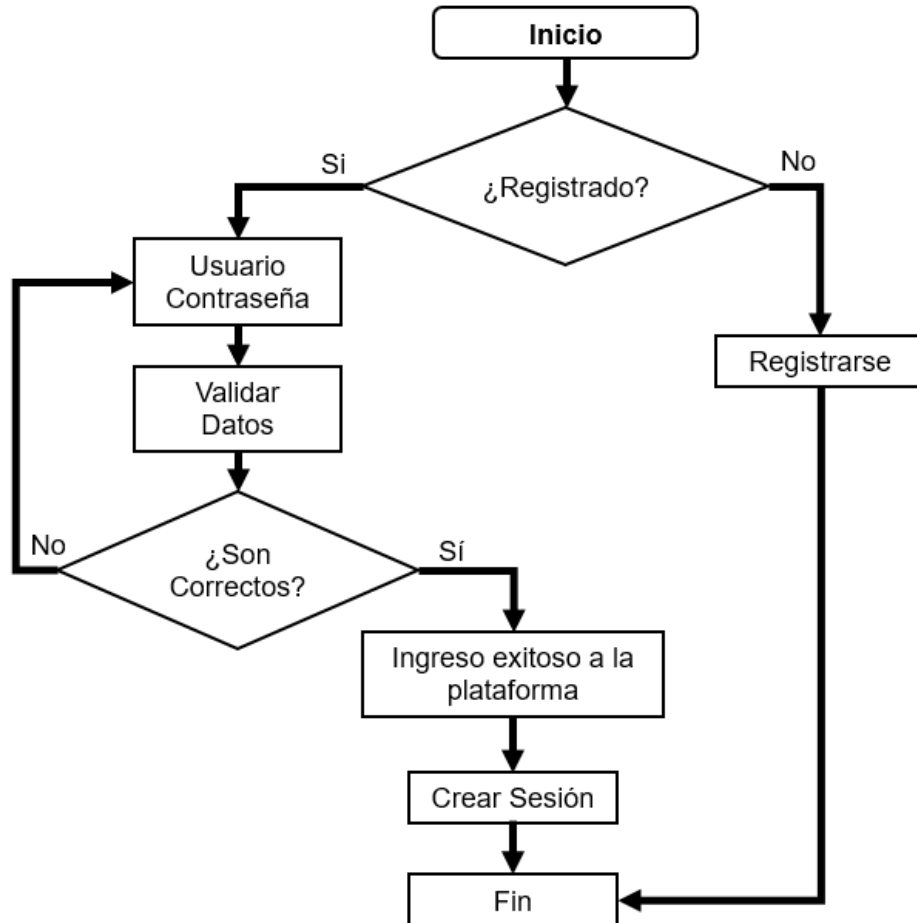 Inicio
Si
No
¿Registrado?
Usuario
Contraseña
Registrarse
Validar
Datos
No
¿Son
Correctos?
Sí
Ingreso exitoso a la
plataforma
Crear Sesión
Fin